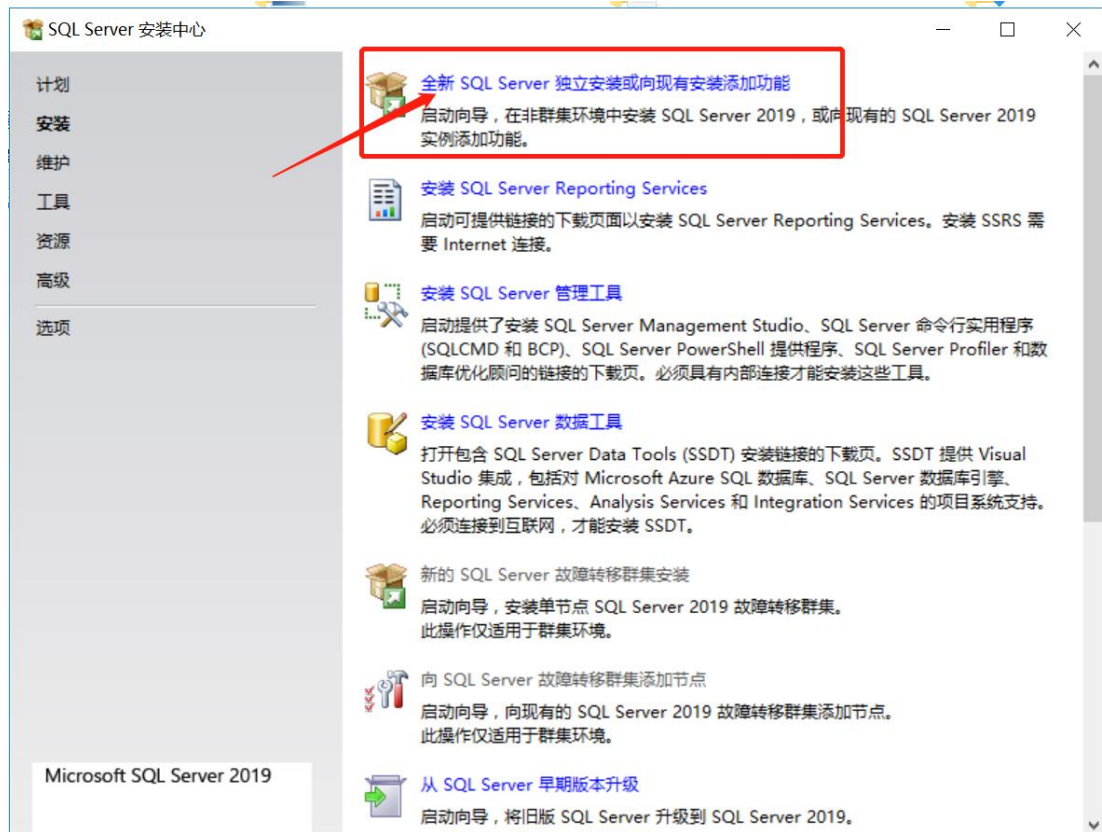 SQL Server 安装中心
计划
安装
维护
工具
资源
高级
选项
Microsoft SQL Server 2019
全新 SQL Server 独立安装或向现有安装添加功能
启动向导，在非群集环境中安装 SQL Server 2019，或向现有的 SQL Server 2019
实例添加功能。
安装 SQL Server Reporting Services
启动可提供链接的下载页面以安装 SQL Server Reporting Services。安装 SSRS 需
要 Internet 连接。
安装 SQL Server 管理工具
启动提供了安装 SQL Server Management Studio、SQL Server 命令行实用程序
(SQLCMD 和 BCP)、SQL Server PowerShell 提供程序、SQL Server Profiler 和数
据库优化顾问的链接的下载页。必须具有内部连接才能安装这些工具。
安装 SQL Server 数据工具
打开包含 SQL Server Data Tools (SSDT) 安装链接的下载页。SSDT 提供 Visual
Studio 集成，包括对 Microsoft Azure SQL 数据库、SQL Server 数据库引擎、
Reporting Services、Analysis Services 和 Integration Services 的项目系统支持。
必须连接到互联网，才能安装 SSDT。
新的 SQL Server 故障转移群集安装
启动向导，安装单节点 SQL Server 2019 故障转移群集。
此操作仅适用于群集环境。
向 SQL Server 故障转移群集添加节点
启动向导，向现有的 SQL Server 2019 故障转移群集添加节点。
此操作仅适用于群集环境。
从 SQL Server 早期版本升级
启动向导，将旧版 SQL Server 升级到 SQL Server 2019。